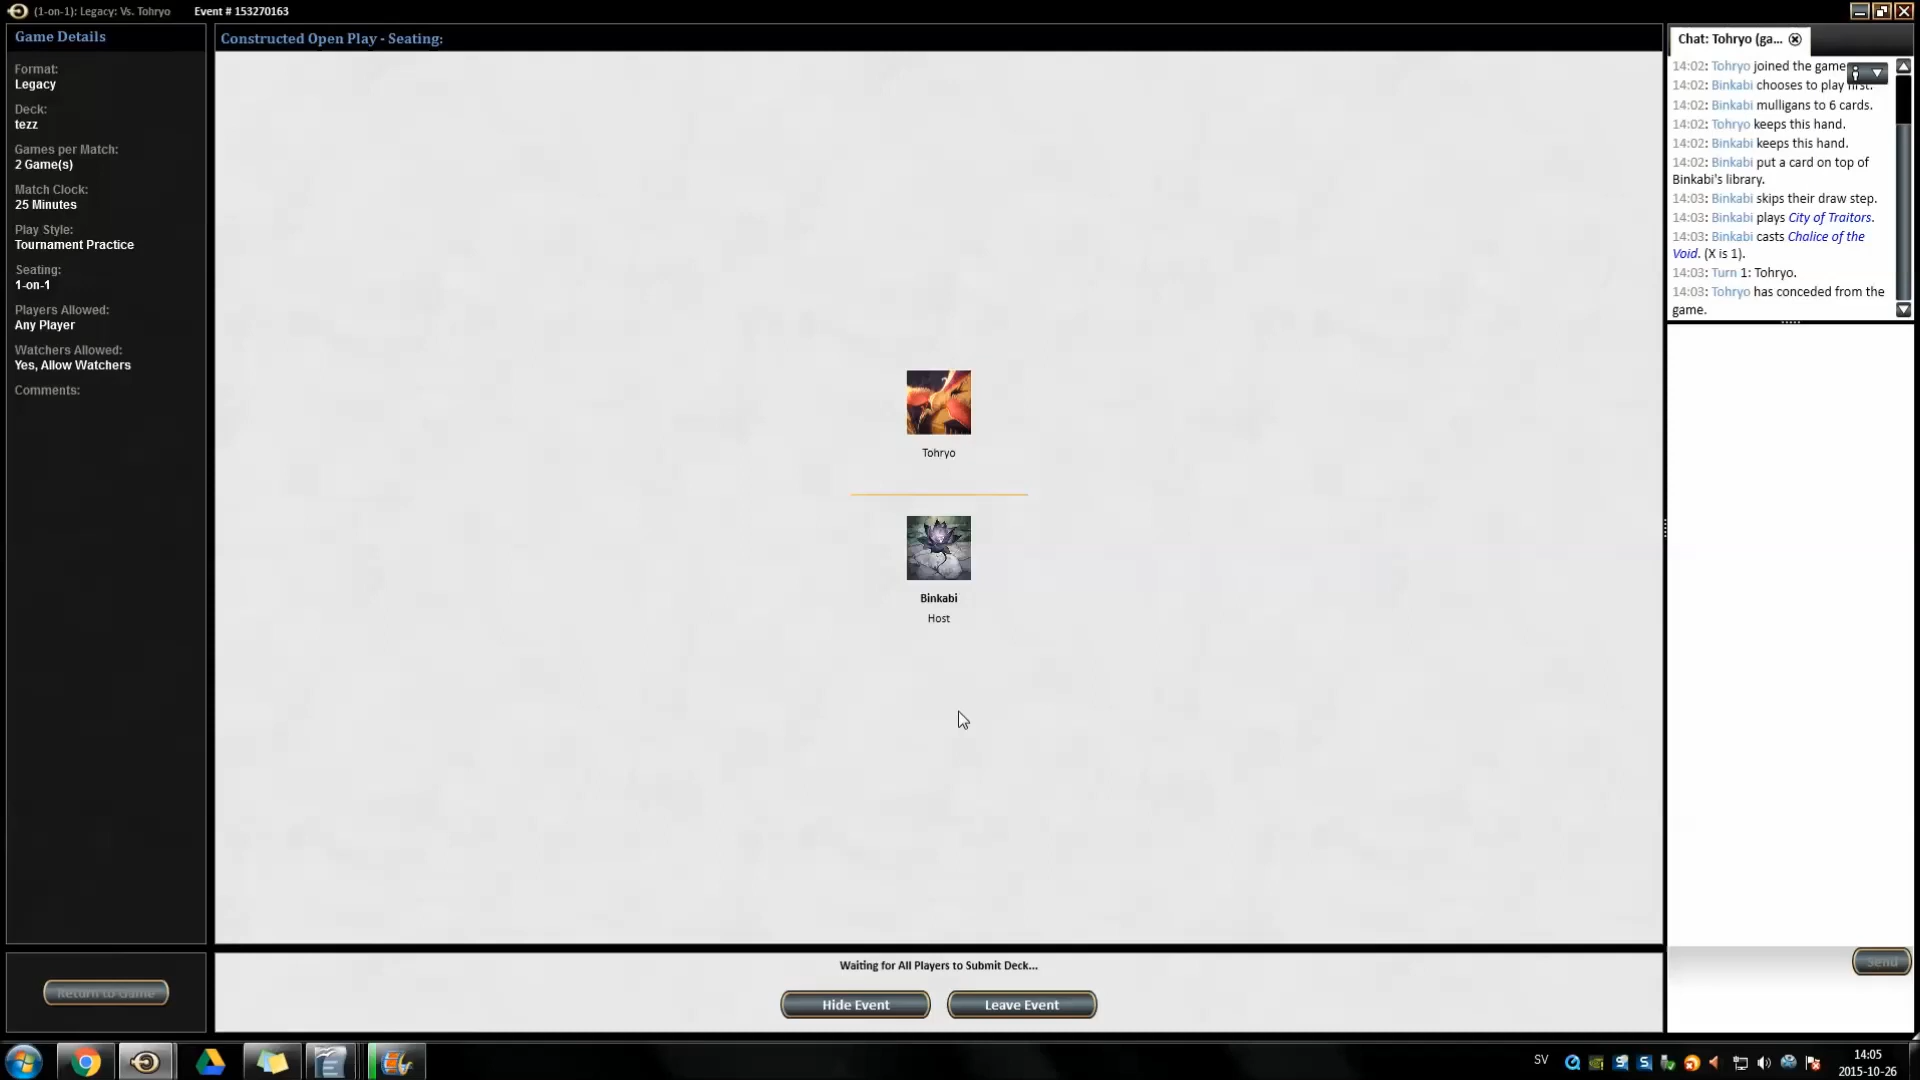 (1-on-1): Legacy: Vs. Tohryo
Event # 153270163
Game Details
Format:
Legacy
Deck:
tezz
Games per Match:
2 Game(s)
Match Clock:
25 Minutes
Play Style:
Tournament Practice
Seating:
1-on-1
Players Allowed:
Any Player
Watchers Allowed:
Yes, Allow Watchers
Comments:
Return to Game
Constructed Open Play - Seating:
Tohryo
Binkabi
Host
Waiting for All Players to Submit Deck...
Hide Event
Leave Event
Chat: Tohryo (ga...
14:02: Tohryo joined the game
14:02: Binkabi chooses to play first.
14:02: Binkabi mulligans to 6 cards.
14:02: Tohryo keeps this hand.
14:02: Binkabi keeps this hand.
14:02: Binkabi put a card on top of
Binkabi's library.
14:03: Binkabi skips their draw step.
14:03: Binkabi plays City of Traitors.
14:03: Binkabi casts Chalice of the
Void. (X is 1).
14:03: Turn 1: Tohryo.
14:03: Tohryo has conceded from the
game.
Send
SV
14:05
2015-10-26